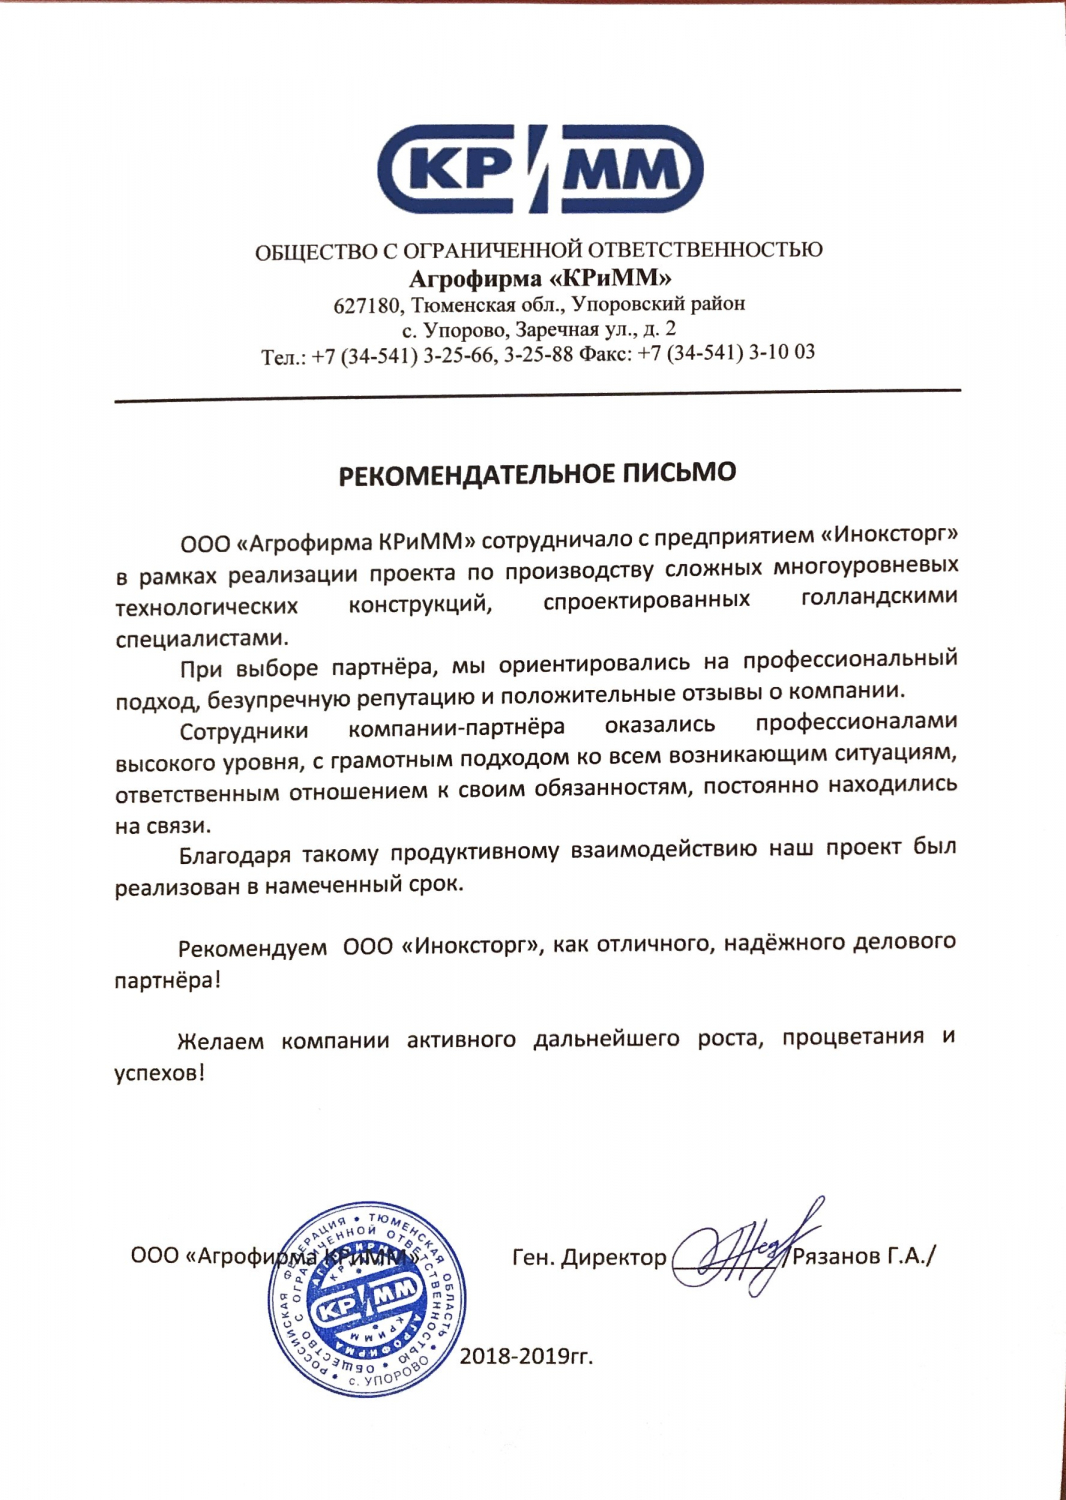 КРИММ
ОБЩЕСТВО С ОГРАНИЧЕННОЙ ОТВЕТСТВЕННОСТЬЮ
Агрофирма «КРиММ»
627180, Тюменская обл., Упоровский район
с. Упорово, Заречная ул., д. 2
Тел.: +7 (34-541) 3-25-66, 3-25-88 Факс: +7 (34-541) 3-10 03
РЕКОМЕНДАТЕЛЬНОЕ ПИСЬМО
ООО «Агрофирма КРиММ» сотрудничало с предприятием «Иноксторг»
в рамках реализации проекта по производству сложных многоуровневых
технологических конструкций, спроектированных голландскими
специалистами.
При выборе партнёра, мы ориентировались на профессиональный
подход, безупречную репутацию и положительные отзывы о компании.
Сотрудники компании-партнёра оказались профессионалами
высокого уровня, с грамотным подходом ко всем возникающим ситуациям,
ответственным отношением к своим обязанностям, постоянно находились
на связи.
Благодаря такому продуктивному взаимодействию наш проект был
реализован в намеченный срок.
Рекомендуем ООО «Иноксторг», как отличного, надёжного делового
партнёра!
Желаем компании активного дальнейшего роста, процветания и
успехов!
ООО «Агрофирма КРиММ» Ген. Директор /Рязанов Г.А./
РОССИЙСКАЯ ФЕДЕРАЦИЯ • ТЮМЕНСКАЯ ОБЛАСТЬ •
с. УПОРОВО
ОБЩЕСТВО С ОГРАНИЧЕННОЙ ОТВЕТСТВЕННОСТЬЮ
АГРОФИРМА
КРИММ
КРИММ
КРИММ
АГРОФИРМА
2018-2019гг.